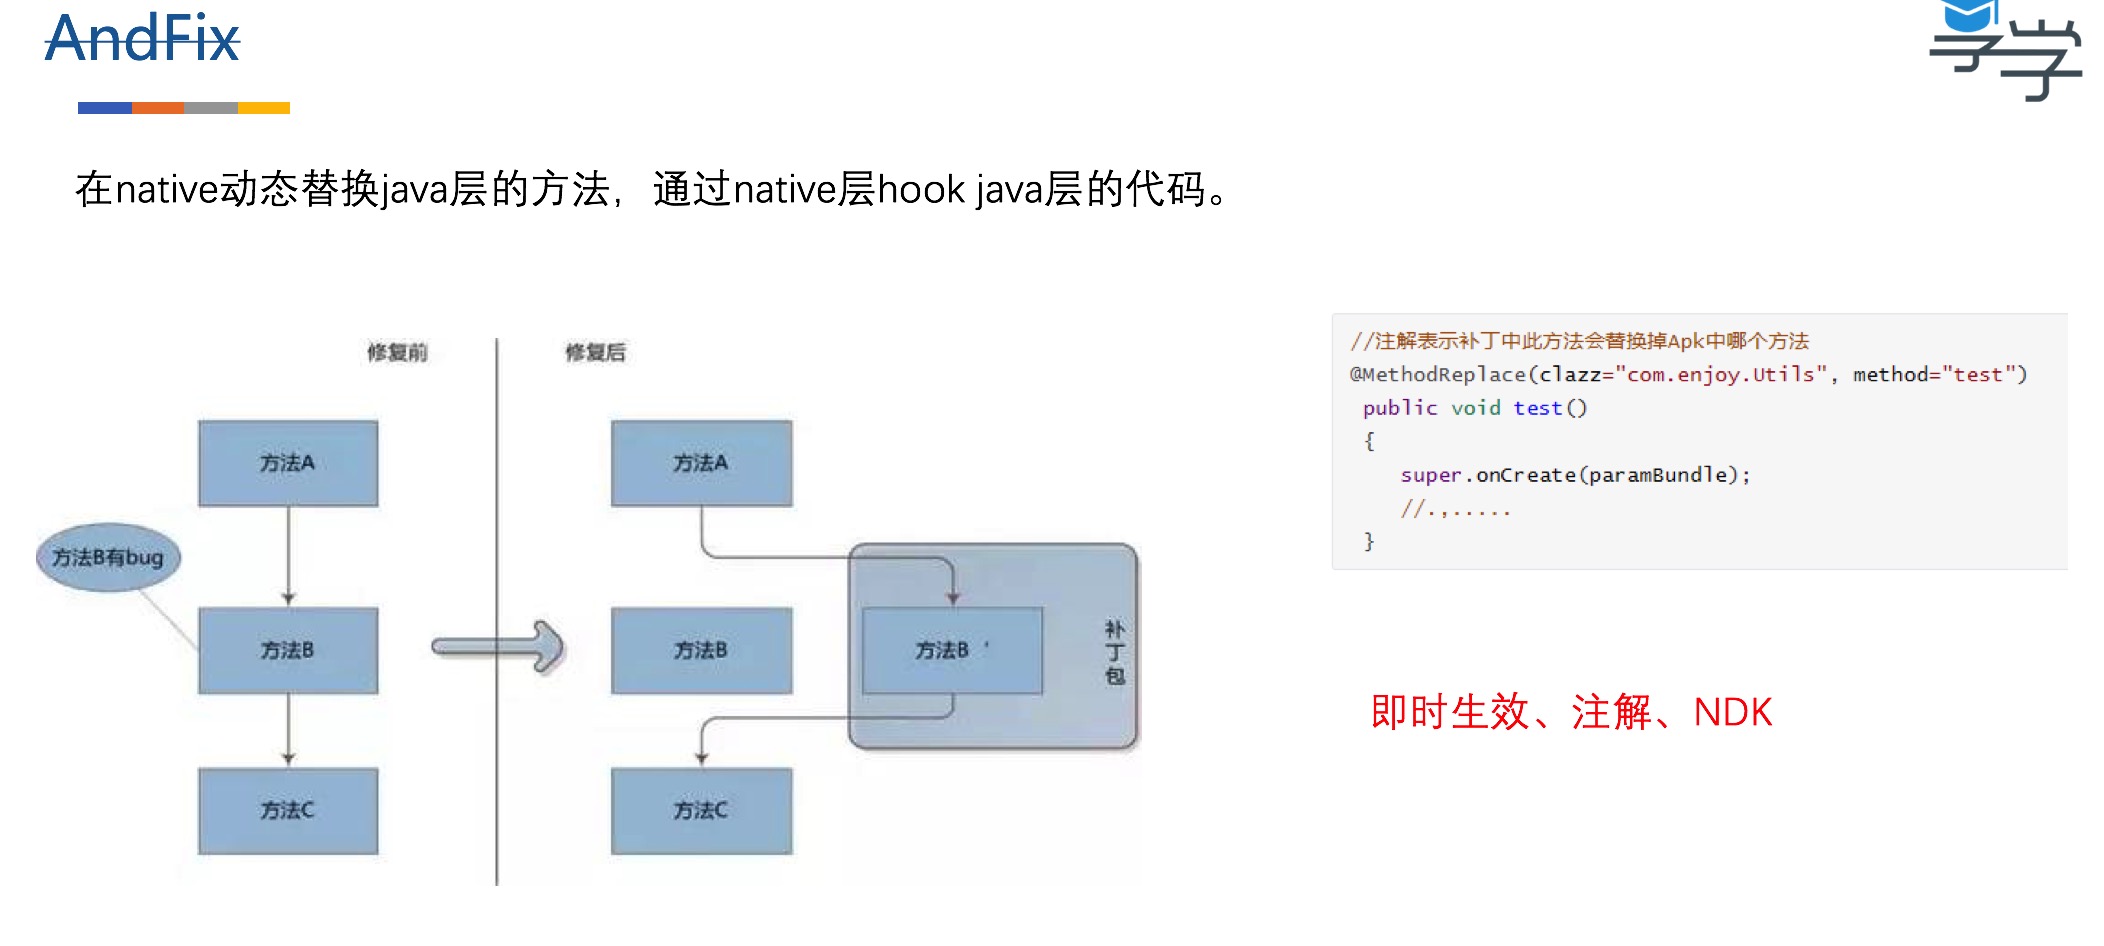 AndFix
享学
在native动态替换java层的方法，通过native层hook java层的代码。
修复前
修复后
方法A
方法B有bug
方法B
方法C
方法A
方法B
方法B '
补丁包
方法C
//注解表示补丁中此方法会替换掉Apk中哪个方法
@MethodReplace(clazz="com.enjoy.Utils", method="test")
public void test()
{
super.onCreate(paramBundle);
//.,.....
}
即时生效、注解、NDK